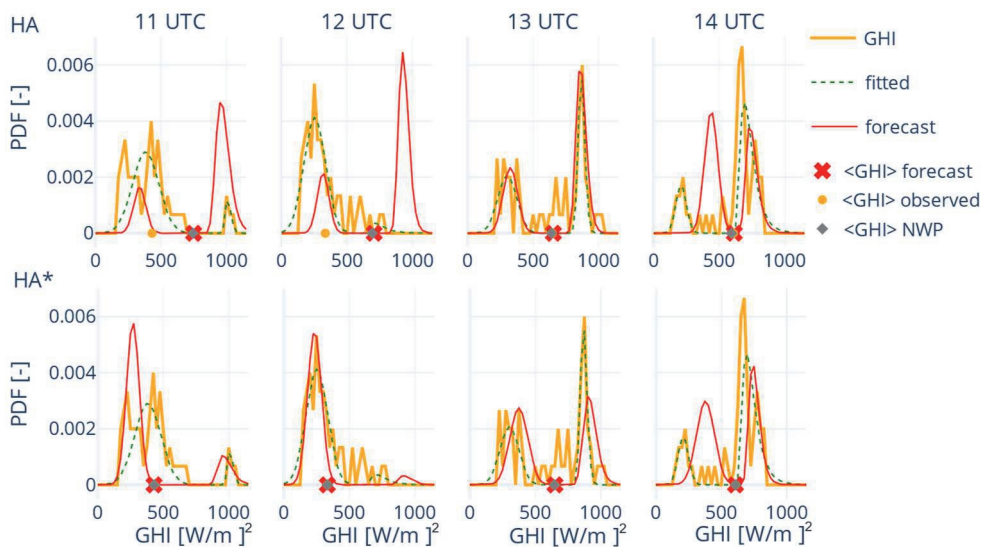 HA 11 UTC 12 UTC 13 UTC 14 UTC
GHI
fitted
forecast
<GHI> forecast
<GHI> observed
<GHI> NWP
PDF [-]
0.006
0.004
0.002
0
0 500 1000 0 500 1000 0 500 1000 0 500 1000
HA*
PDF [-]
0.006
0.004
0.002
0
0 500 1000 0 500 1000 0 500 1000 0 500 1000
GHI [W/m ]² GHI [W/m ]² GHI [W/m ]² GHI [W/m ]²